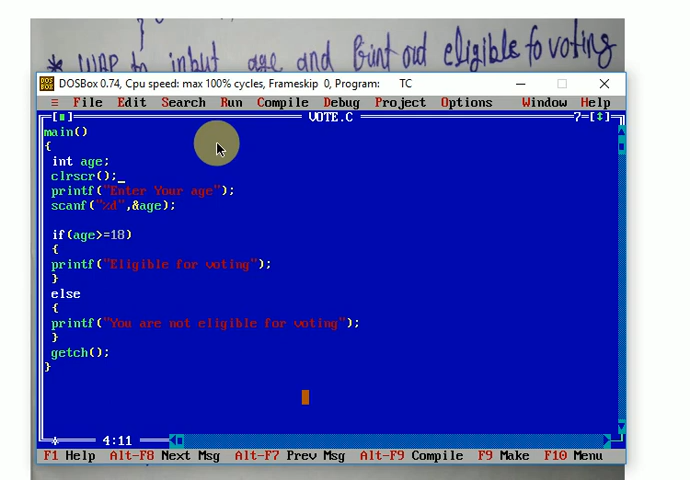 * WAP to input age and Print out eligible fo voting
DOSBox 0.74, Cpu speed: max 100% cycles, Frameskip 0, Program: TC
≡ File Edit Search Run Compile Debug Project Options Window Help
[■] VOTE.C 7=[↕]
main()
{
int age;
clrscr();_
printf("Enter Your age");
scanf("%d",&age);
if(age>=18)
{
printf("Eligible for voting");
}
else
{
printf("You are not eligible for voting");
}
getch();
}
* 4:11
F1 Help Alt-F8 Next Msg Alt-F7 Prev Msg Alt-F9 Compile F9 Make F10 Menu